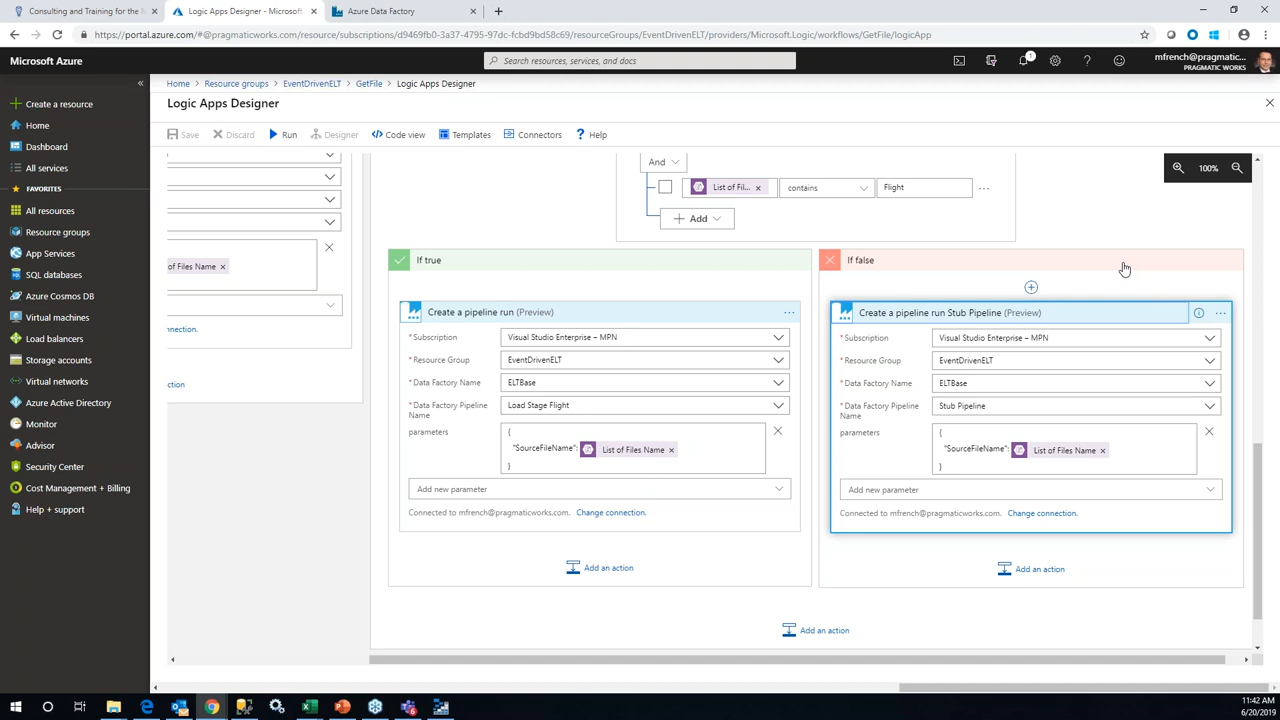 Consulting and Training for the M
Logic Apps Designer - Microsoft
Azure Data Factory
https://portal.azure.com/#@pragmaticworks.com/resource/subscriptions/d9469fb0-3a37-4795-97dc-fcbd9bd58c69/resourceGroups/EventDrivenELT/providers/Microsoft.Logic/workflows/GetFile/logicApp
Microsoft Azure
Search resources, services, and docs
1
mfrench@pragmatic...
PRAGMATIC WORKS
Create a resource
Home
Dashboard
All services
FAVORITES
All resources
Resource groups
App Services
SQL databases
Azure Cosmos DB
Virtual machines
Load balancers
Storage accounts
Virtual networks
Azure Active Directory
Monitor
Advisor
Security Center
Cost Management + Billing
Help + support
Home
Resource groups
EventDrivenELT
GetFile
Logic Apps Designer
Logic Apps Designer
Save
Discard
Run
Designer
Code view
Templates
Connectors
Help
100%
of Files Name
nnection.
action
And
List of Fil...
contains
Flight
...
Add
If true
Create a pipeline run (Preview)
...
* Subscription
Visual Studio Enterprise – MPN
* Resource Group
EventDrivenELT
* Data Factory Name
ELTBase
* Data Factory Pipeline Name
Load Stage Flight
parameters
{
"SourceFileName": List of Files Name
}
Add new parameter
Connected to mfrench@pragmaticworks.com. Change connection.
Add an action
If false
Create a pipeline run Stub Pipeline (Preview)
...
* Subscription
Visual Studio Enterprise – MPN
* Resource Group
EventDrivenELT
* Data Factory Name
ELTBase
* Data Factory Pipeline Name
Stub Pipeline
parameters
{
"SourceFileName": List of Files Name
}
Add new parameter
Connected to mfrench@pragmaticworks.com. Change connection.
Add an action
Add an action
11:42 AM
6/20/2019